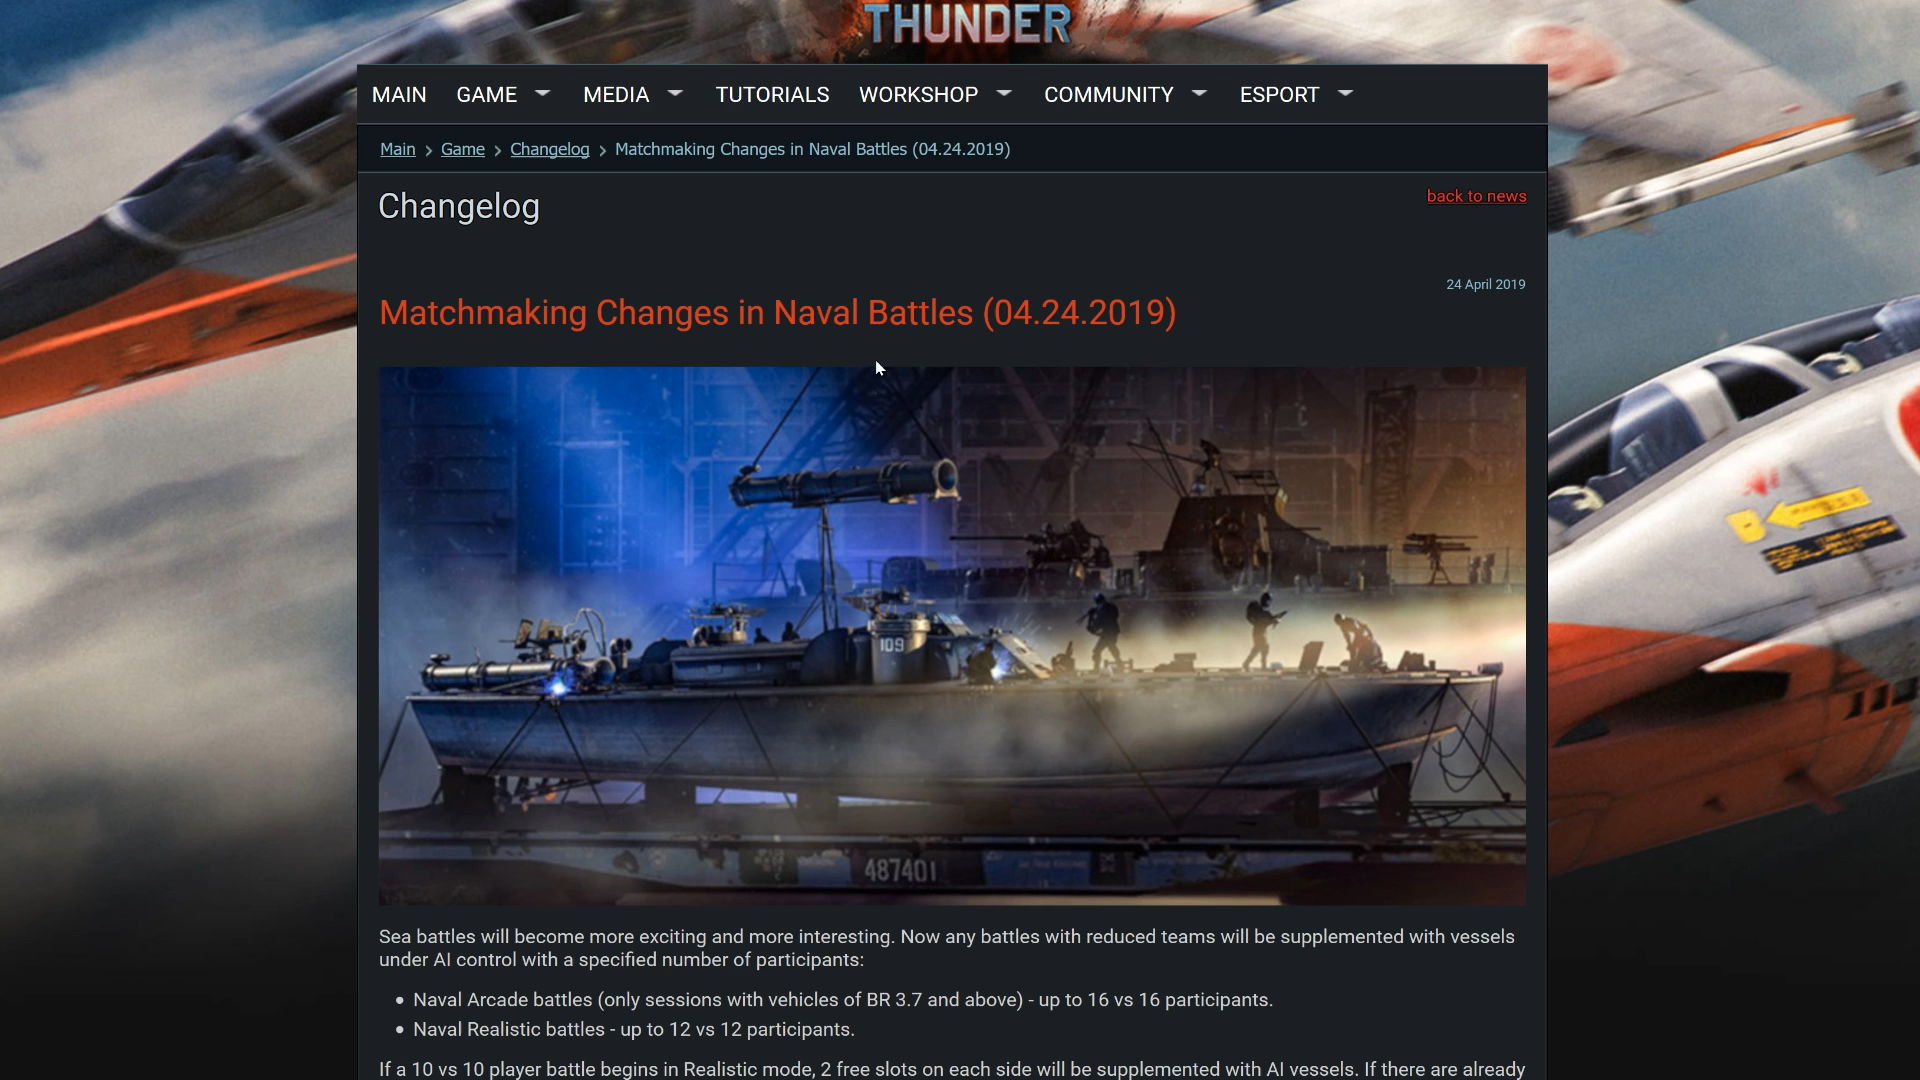 THUNDER
MAIN GAME MEDIA TUTORIALS WORKSHOP COMMUNITY ESPORT
Main > Game > Changelog > Matchmaking Changes in Naval Battles (04.24.2019)
Changelog
back to news
24 April 2019
Matchmaking Changes in Naval Battles (04.24.2019)
109
487401
Sea battles will become more exciting and more interesting. Now any battles with reduced teams will be supplemented with vessels
under AI control with a specified number of participants:
• Naval Arcade battles (only sessions with vehicles of BR 3.7 and above) - up to 16 vs 16 participants.
• Naval Realistic battles - up to 12 vs 12 participants.
If a 10 vs 10 player battle begins in Realistic mode, 2 free slots on each side will be supplemented with AI vessels. If there are already